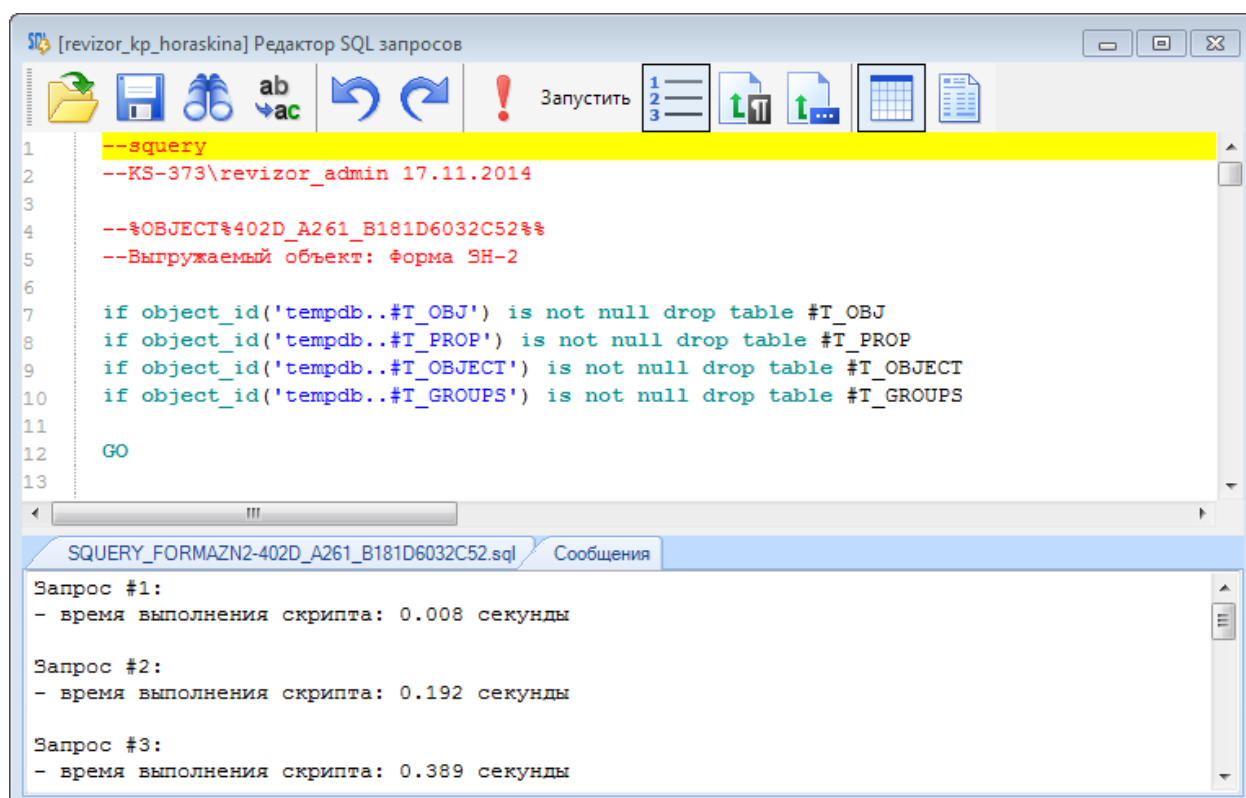 [revizor_kp_horaskina] Редактор SQL запросов
ab
ac
Запустить
1
2
3
1 --squery
2 --KS-373\revizor_admin 17.11.2014
3
4 --%OBJECT%402D_A261_B181D6032C52%%
5 --Выгружаемый объект: Форма ЗН-2
6
7 if object_id('tempdb..#T_OBJ') is not null drop table #T_OBJ
8 if object_id('tempdb..#T_PROP') is not null drop table #T_PROP
9 if object_id('tempdb..#T_OBJECT') is not null drop table #T_OBJECT
10 if object_id('tempdb..#T_GROUPS') is not null drop table #T_GROUPS
11
12 GO
13
SQUERY_FORMAZN2-402D_A261_B181D6032C52.sql Сообщения
Запрос #1:
- время выполнения скрипта: 0.008 секунды
Запрос #2:
- время выполнения скрипта: 0.192 секунды
Запрос #3:
- время выполнения скрипта: 0.389 секунды